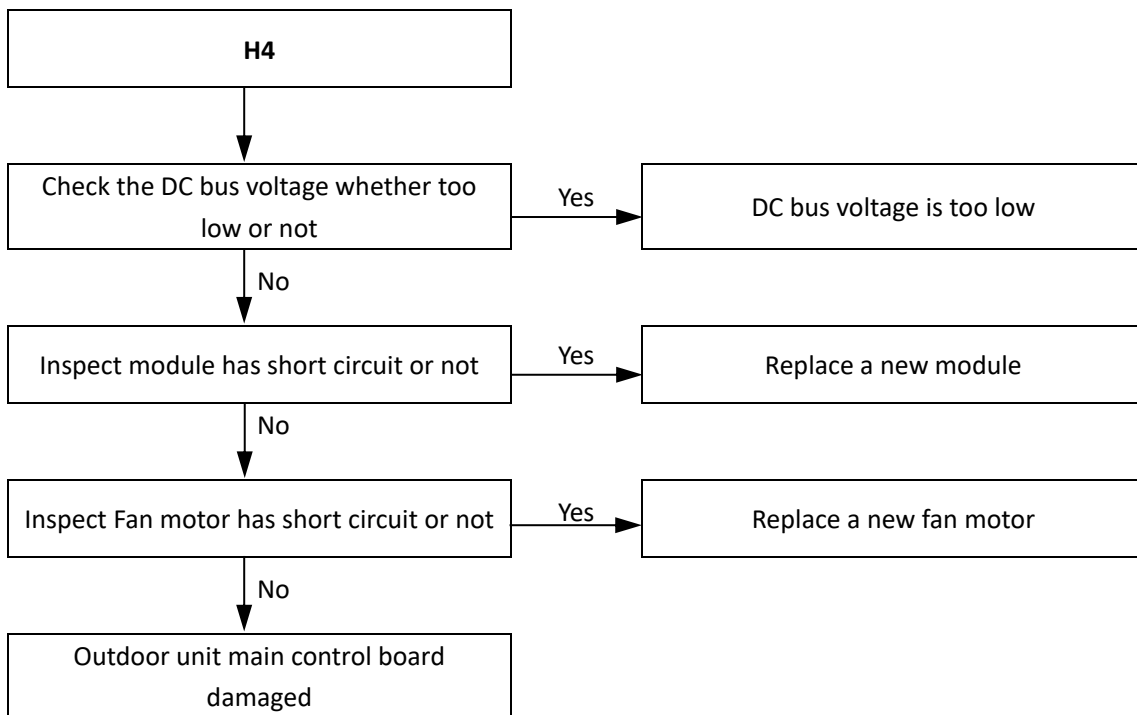 H4
Check the DC bus voltage whether too
low or not
Yes
DC bus voltage is too low
No
Inspect module has short circuit or not
Yes
Replace a new module
No
Inspect Fan motor has short circuit or not
Yes
Replace a new fan motor
No
Outdoor unit main control board
damaged